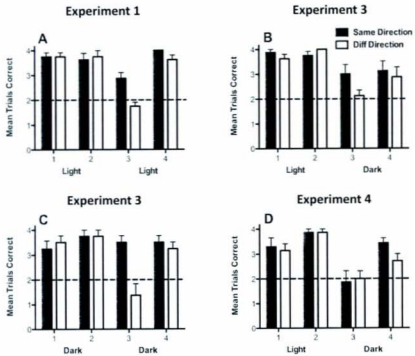 Experiment 1
A
Mean Trials Correct
4
3
2
1
0
1 2 3 4
Light Light
Experiment 3
B
Same Direction
Diff Direction
Mean Trials Correct
4
3
2
1
0
1 2 3 4
Light Dark
Experiment 3
C
Mean Trials Correct
4
3
2
1
0
1 2 3 4
Dark Dark
Experiment 4
D
Mean Trials Correct
4
3
2
1
0
1 2 3 4
Light Dark